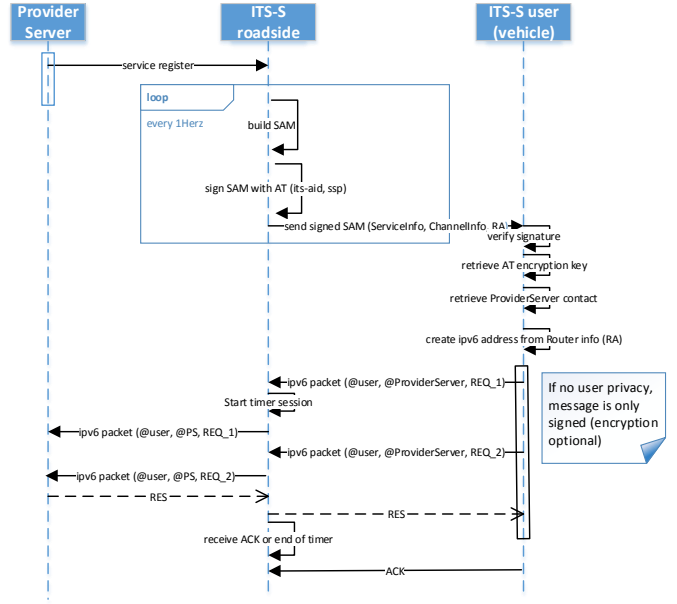 Provider
Server
ITS-S
roadside
ITS-S user
(vehicle)
service register
loop
every 1Herz
build SAM
sign SAM with AT (its-aid, ssp)
send signed SAM (ServiceInfo, ChannelInfo, RA)
verify signature
retrieve AT encryption key
retrieve ProviderServer contact
create ipv6 address from Router info (RA)
ipv6 packet (@user, @ProviderServer, REQ_1)
If no user privacy,
message is only
signed (encryption
optional)
Start timer session
ipv6 packet (@user, @PS, REQ_1)
ipv6 packet (@user, @ProviderServer, REQ_2)
ipv6 packet (@user, @PS, REQ_2)
RES
RES
receive ACK or end of timer
ACK